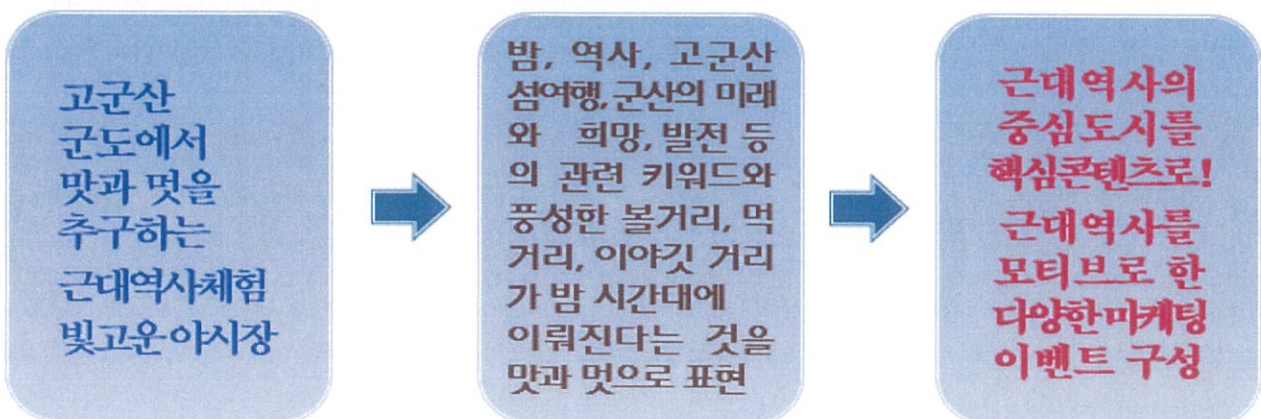 고군산
군도에서
맛과 멋을
추구하는
근대역사체험
빛고운야시장
밤, 역사, 고군산
섬여행, 군산의 미래
와 희망, 발전 등
의 관련 키워드와
풍성한 볼거리, 먹
거리, 이야깃 거리
가 밤 시간대에
이뤄진다는 것을
맛과 멋으로 표현
근대역사의
중심도시를
핵심콘텐츠로!
근대역사를
모티브로 한
다양한마케팅
이벤트 구성